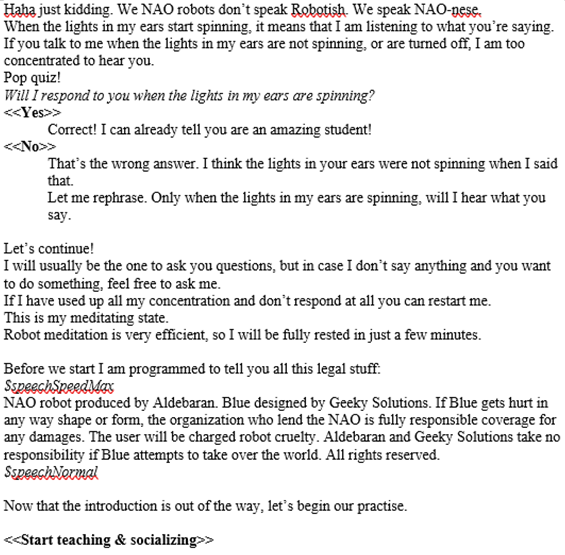 Haha just kidding. We NAO robots don't speak Robotish. We speak NAO-nese.
When the lights in my ears start spinning, it means that I am listening to what you're saying.
If you talk to me when the lights in my ears are not spinning, or are turned off, I am too
concentrated to hear you.
Pop quiz!
Will I respond to you when the lights in my ears are spinning?
<<Yes>>
Correct! I can already tell you are an amazing student!
<<No>>
That's the wrong answer. I think the lights in your ears were not spinning when I said
that.
Let me rephrase. Only when the lights in my ears are spinning, will I hear what you
say.
Let's continue!
I will usually be the one to ask you questions, but in case I don't say anything and you want
to do something, feel free to ask me.
If I have used up all my concentration and don't respond at all you can restart me.
This is my meditating state.
Robot meditation is very efficient, so I will be fully rested in just a few minutes.
Before we start I am programmed to tell you all this legal stuff:
$speechSpeedMax
NAO robot produced by Aldebaran. Blue designed by Geeky Solutions. If Blue gets hurt in
any way shape or form, the organization who lend the NAO is fully responsible coverage for
any damages. The user will be charged robot cruelty. Aldebaran and Geeky Solutions take no
responsibility if Blue attempts to take over the world. All rights reserved.
$speechNormal
Now that the introduction is out of the way, let's begin our practise.
<<Start teaching & socializing>>